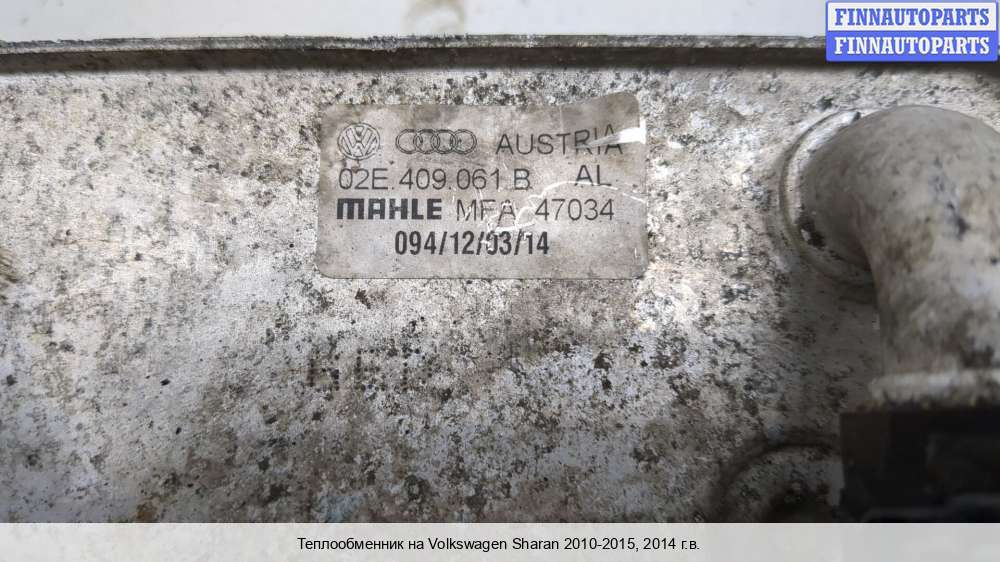 FINNAUTOPARTS
FINNAUTOPARTS
AUSTRIA
02E.409.061.B. AL
MAHLE MFA 47034
094/12/03/14
Теплообменник на Volkswagen Sharan 2010-2015, 2014 г.в.